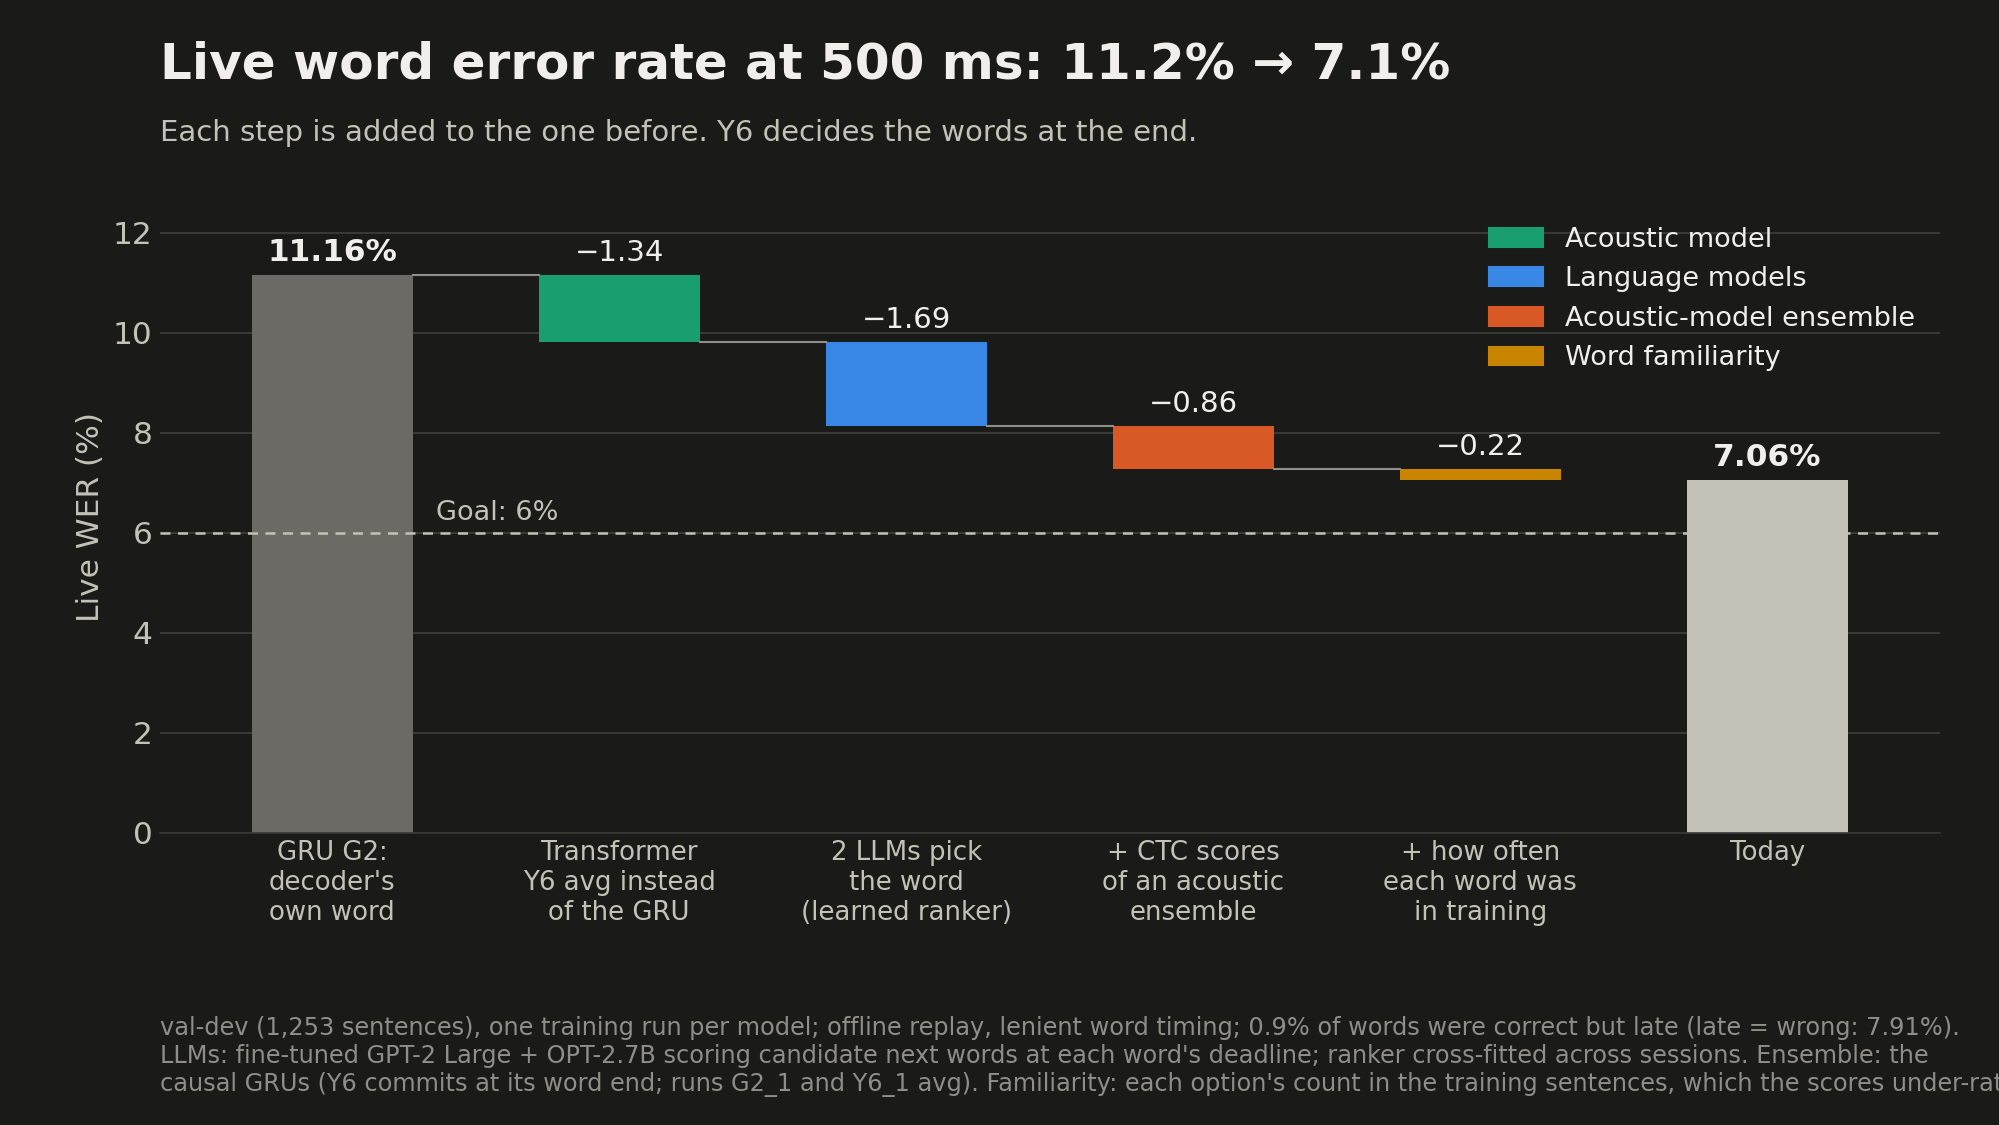 Live word error rate at 500 ms: 11.2% → 7.1%
Each step is added to the one before. Y6 decides the words at the end.
Live WER (%)
12
10
8
6
4
2
0
11.16%
−1.34
−1.69
−0.86
−0.22
7.06%
Goal: 6%
Acoustic model
Language models
Acoustic-model ensemble
Word familiarity
GRU G2:
decoder's
own word
Transformer
Y6 avg instead
of the GRU
2 LLMs pick
the word
(learned ranker)
+ CTC scores
of an acoustic
ensemble
+ how often
each word was
in training
Today
val-dev (1,253 sentences), one training run per model; offline replay, lenient word timing; 0.9% of words were correct but late (late = wrong: 7.91%).
LLMs: fine-tuned GPT-2 Large + OPT-2.7B scoring candidate next words at each word's deadline; ranker cross-fitted across sessions. Ensemble: the
causal GRUs (Y6 commits at its word end; runs G2_1 and Y6_1 avg). Familiarity: each option's count in the training sentences, which the scores